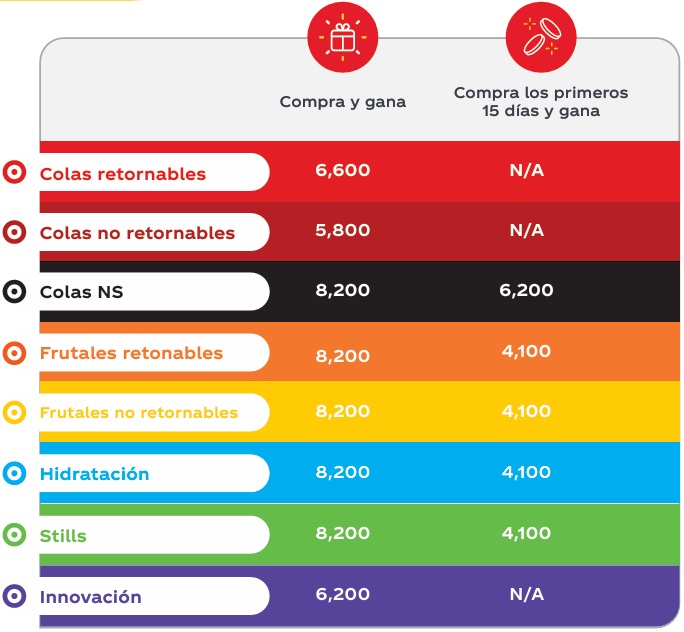 Compra y gana
Compra los primeros
15 días y gana
Colas retornables 6,600 N/A
Colas no retornables 5,800 N/A
Colas NS 8,200 6,200
Frutales retonables 8,200 4,100
Frutales no retornables 8,200 4,100
Hidratación 8,200 4,100
Stills 8,200 4,100
Innovación 6,200 N/A